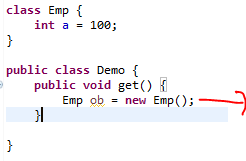 class Emp {
int a = 100;
}
public class Demo {
public void get() {
Emp ob = new Emp();
}
}